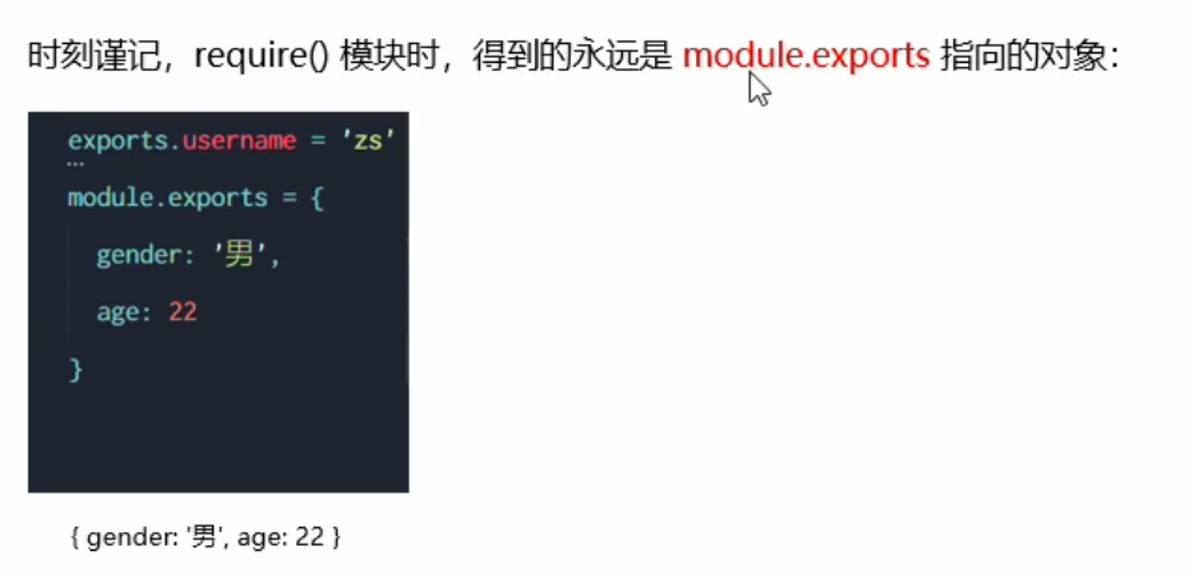 时刻谨记，require() 模块时，得到的永远是 module.exports 指向的对象：
exports.username = 'zs'
module.exports = {
gender: '男',
age: 22
}
{ gender: '男', age: 22 }